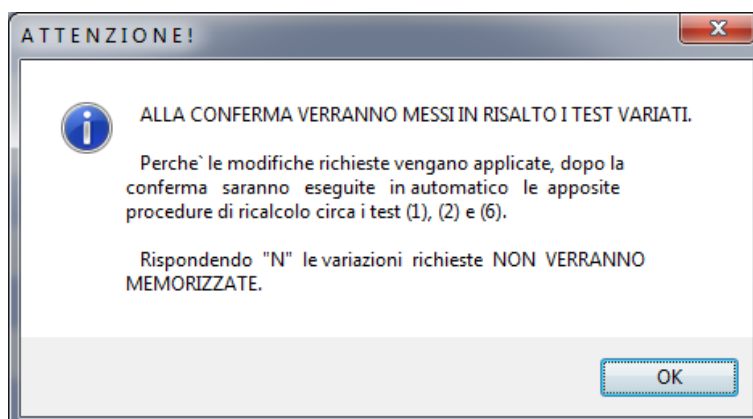 ATTENZIONE!
ALLA CONFERMA VERRANNO MESSI IN RISALTO I TEST VARIATI.
Perche` le modifiche richieste vengano applicate, dopo la
conferma saranno eseguite in automatico le apposite
procedure di ricalcolo circa i test (1), (2) e (6).
Rispondendo "N" le variazioni richieste NON VERRANNO
MEMORIZZATE.
OK